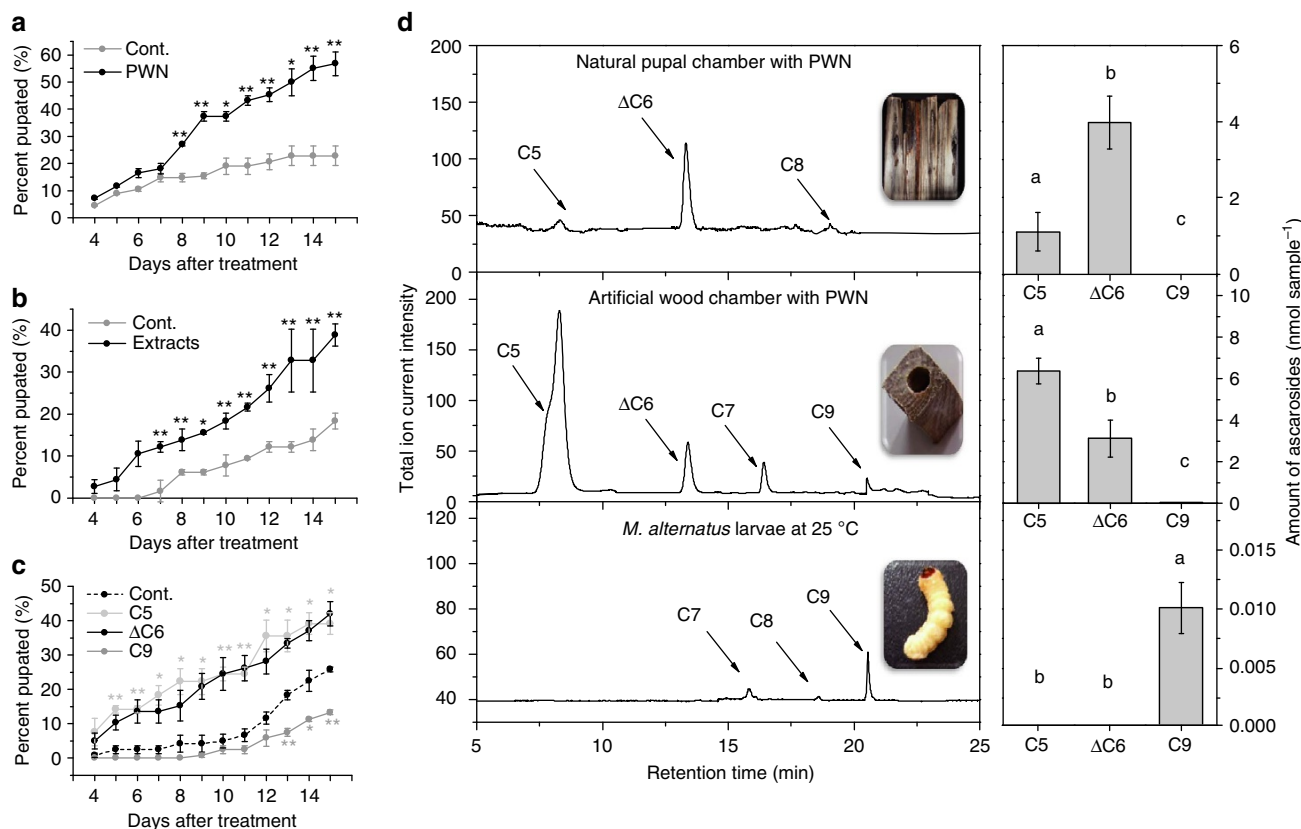 a
Cont.
PWN
Percent pupated (%)
60
50
40
30
20
10
0
** ** * ** ** * ** ** **
4 6 8 10 12 14
Days after treatment
b
Cont.
Extracts
Percent pupated (%)
40
30
20
10
0
** ** * ** ** ** ** ** **
4 6 8 10 12 14
Days after treatment
c
Cont.
C5
ΔC6
C9
Percent pupated (%)
50
40
30
20
10
0
** ** * * * ** ** * * * *
** * **
4 6 8 10 12 14
Days after treatment
d
Total ion current intensity
200
150
100
50
0
Natural pupal chamber with PWN
C5
ΔC6
C8
200
150
100
50
0
Artificial wood chamber with PWN
C5
ΔC6
C7
C9
120
100
80
60
40
M. alternatus larvae at 25 °C
C7
C8
C9
5 10 15 20 25
Retention time (min)
a
b
c
6
4
2
0
C5 ΔC6 C9
a
b
c
10
8
6
4
2
0
C5 ΔC6 C9
b
b
a
0.015
0.010
0.005
0.000
C5 ΔC6 C9
Amount of ascarosides (nmol sample⁻¹)